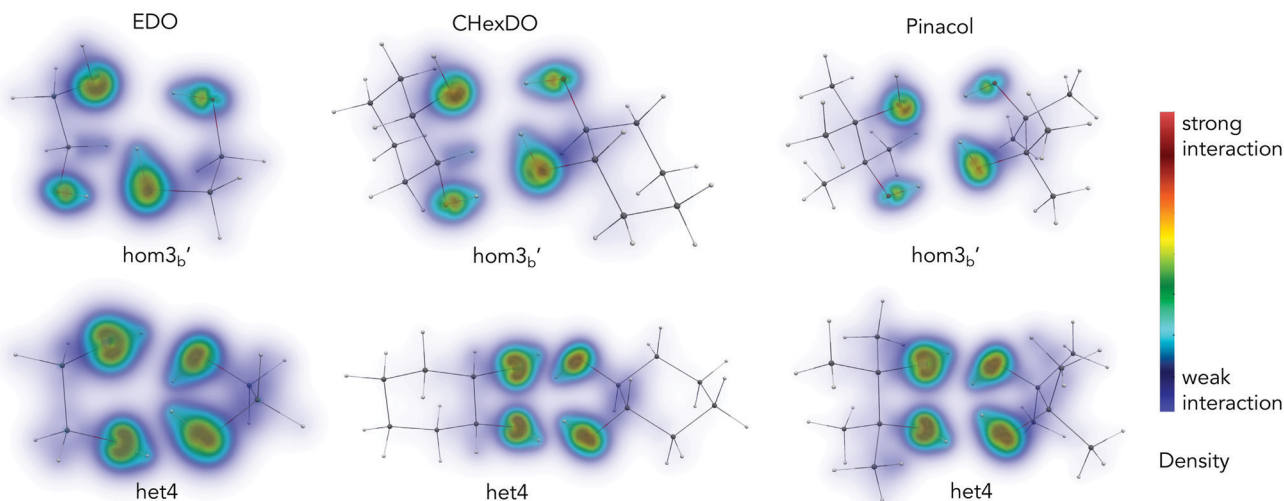 EDO
CHexDO
Pinacol
hom3b′
hom3b′
hom3b′
het4
het4
het4
strong
interaction
weak
interaction
Density